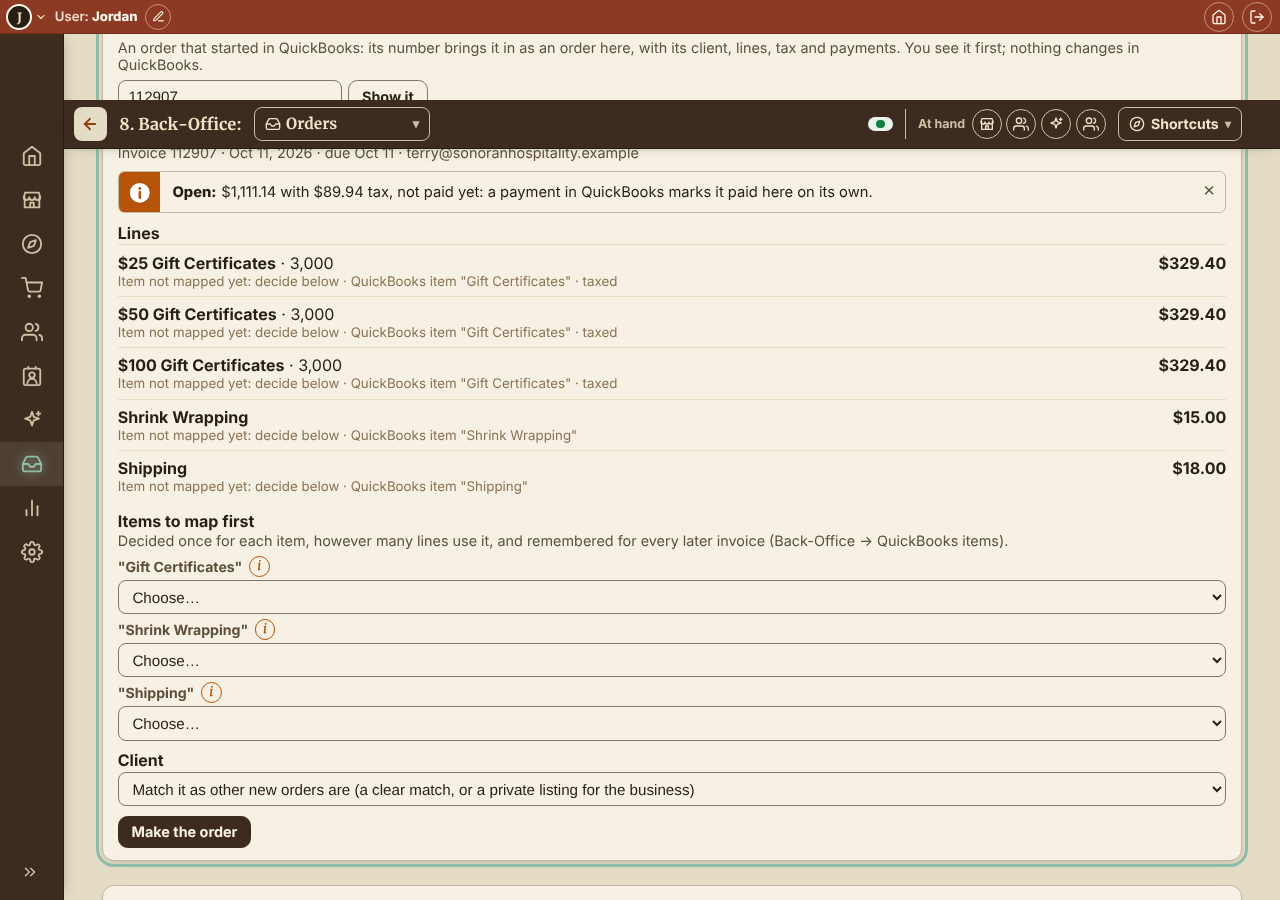 J
User: Jordan
An order that started in QuickBooks: its number brings it in as an order here, with its client, lines, tax and payments. You see it first; nothing changes in
QuickBooks.
112907 Show it
8. Back-Office: Orders ▾ At hand Shortcuts ▾
Invoice 112907 · Oct 11, 2026 · due Oct 11 · terry@sonoranhospitality.example
Open: $1,111.14 with $89.94 tax, not paid yet: a payment in QuickBooks marks it paid here on its own. ×
Lines
$25 Gift Certificates · 3,000 $329.40
Item not mapped yet: decide below · QuickBooks item "Gift Certificates" · taxed
$50 Gift Certificates · 3,000 $329.40
Item not mapped yet: decide below · QuickBooks item "Gift Certificates" · taxed
$100 Gift Certificates · 3,000 $329.40
Item not mapped yet: decide below · QuickBooks item "Gift Certificates" · taxed
Shrink Wrapping $15.00
Item not mapped yet: decide below · QuickBooks item "Shrink Wrapping"
Shipping $18.00
Item not mapped yet: decide below · QuickBooks item "Shipping"
Items to map first
Decided once for each item, however many lines use it, and remembered for every later invoice (Back-Office → QuickBooks items).
"Gift Certificates" i
Choose…
"Shrink Wrapping" i
Choose…
"Shipping" i
Choose…
Client
Match it as other new orders are (a clear match, or a private listing for the business)
Make the order